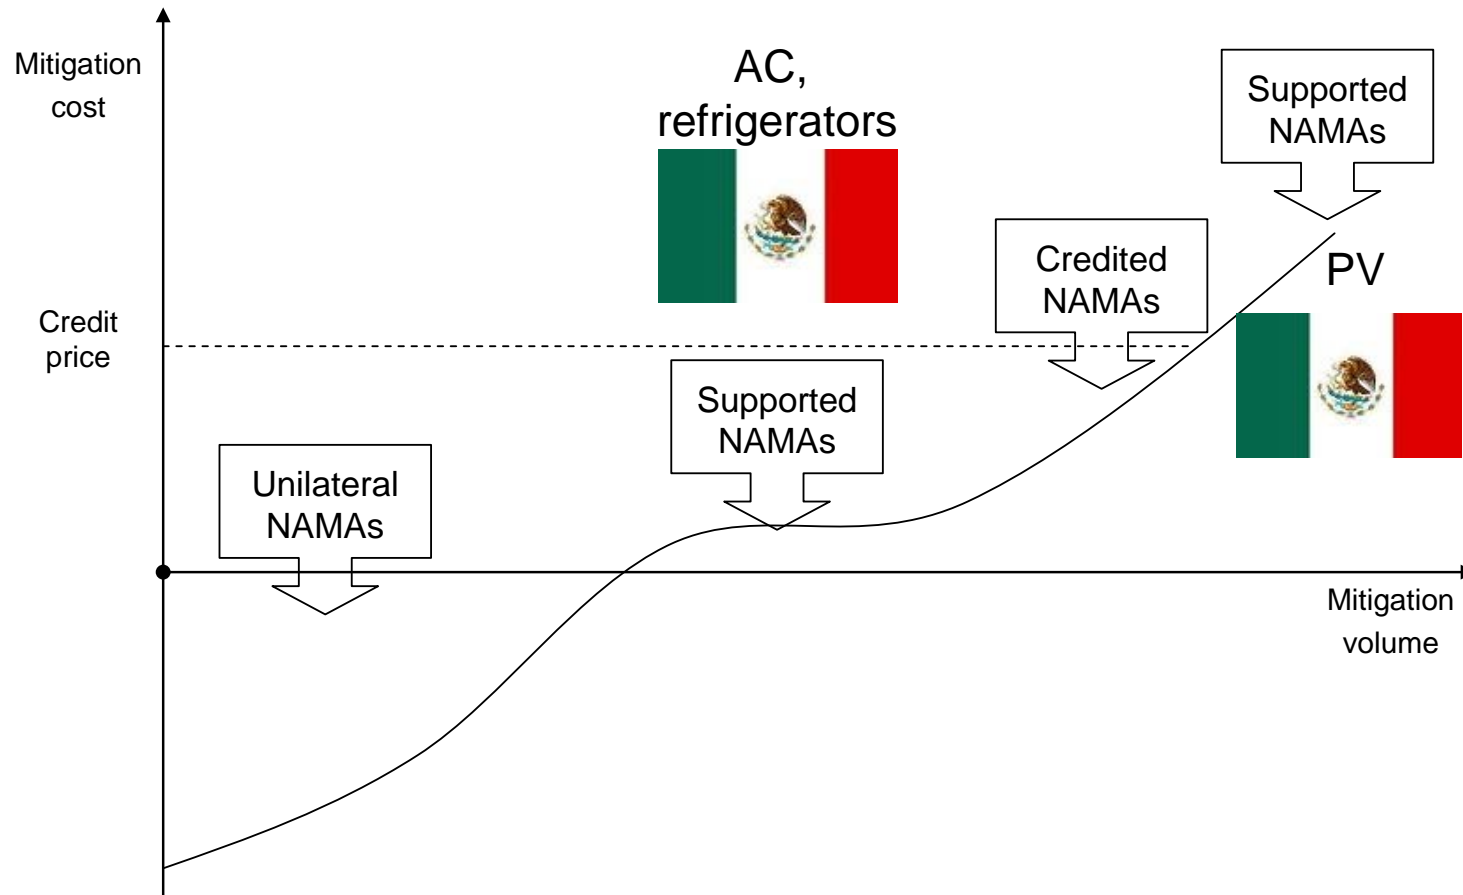 Mitigation
cost
AC,
refrigerators
Supported
NAMAs
Credited
NAMAs
PV
Credit
price
Supported
NAMAs
Unilateral
NAMAs
Mitigation
volume